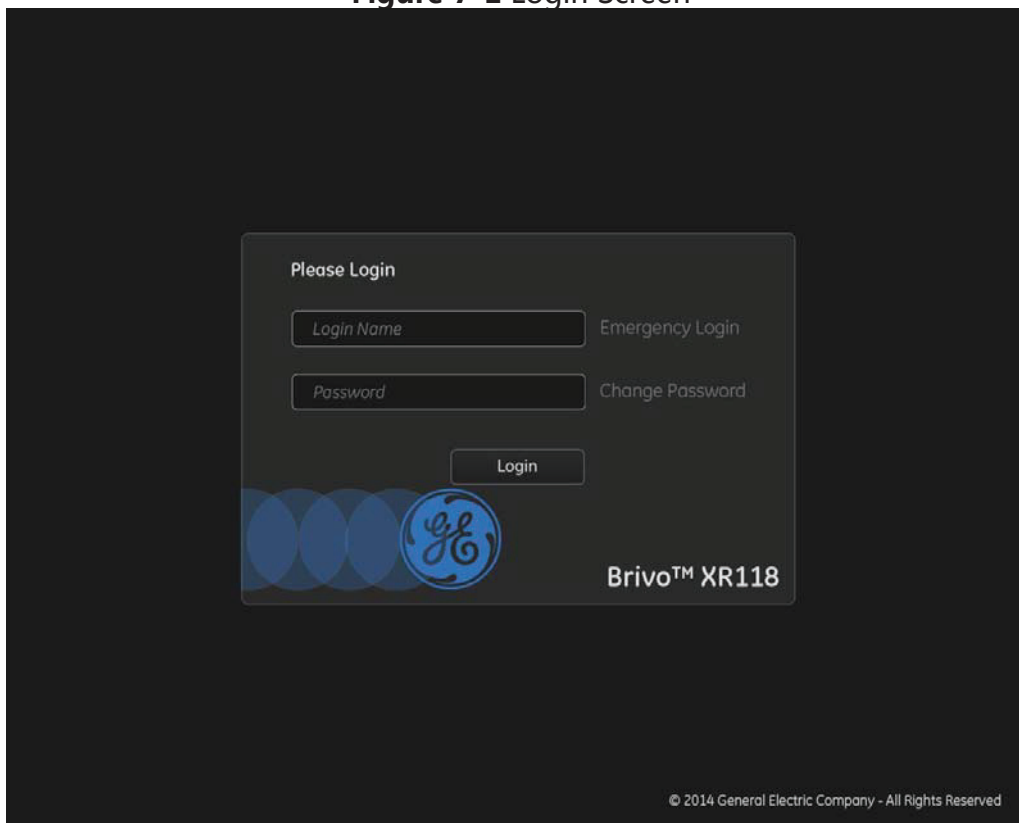 Figure 7-2 Login Screen
Please Login
Login Name
Emergency Login
Password
Change Password
Login
GE
Brivo™ XR118
© 2014 General Electric Company - All Rights Reserved